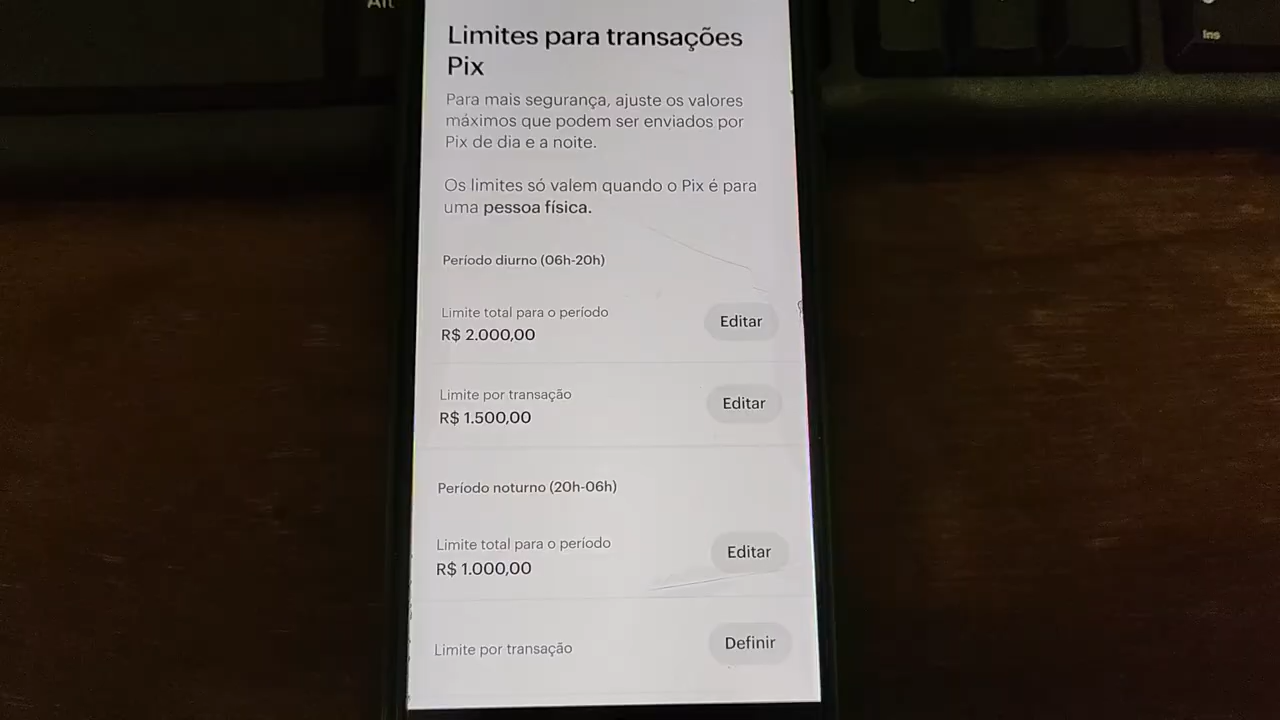 Alt
Ins
Limites para transações
Pix
Para mais segurança, ajuste os valores
máximos que podem ser enviados por
Pix de dia e a noite.
Os limites só valem quando o Pix é para
uma pessoa física.
Período diurno (06h-20h)
Limite total para o período
R$ 2.000,00
Editar
Limite por transação
R$ 1.500,00
Editar
Período noturno (20h-06h)
Limite total para o período
R$ 1.000,00
Editar
Limite por transação
Definir